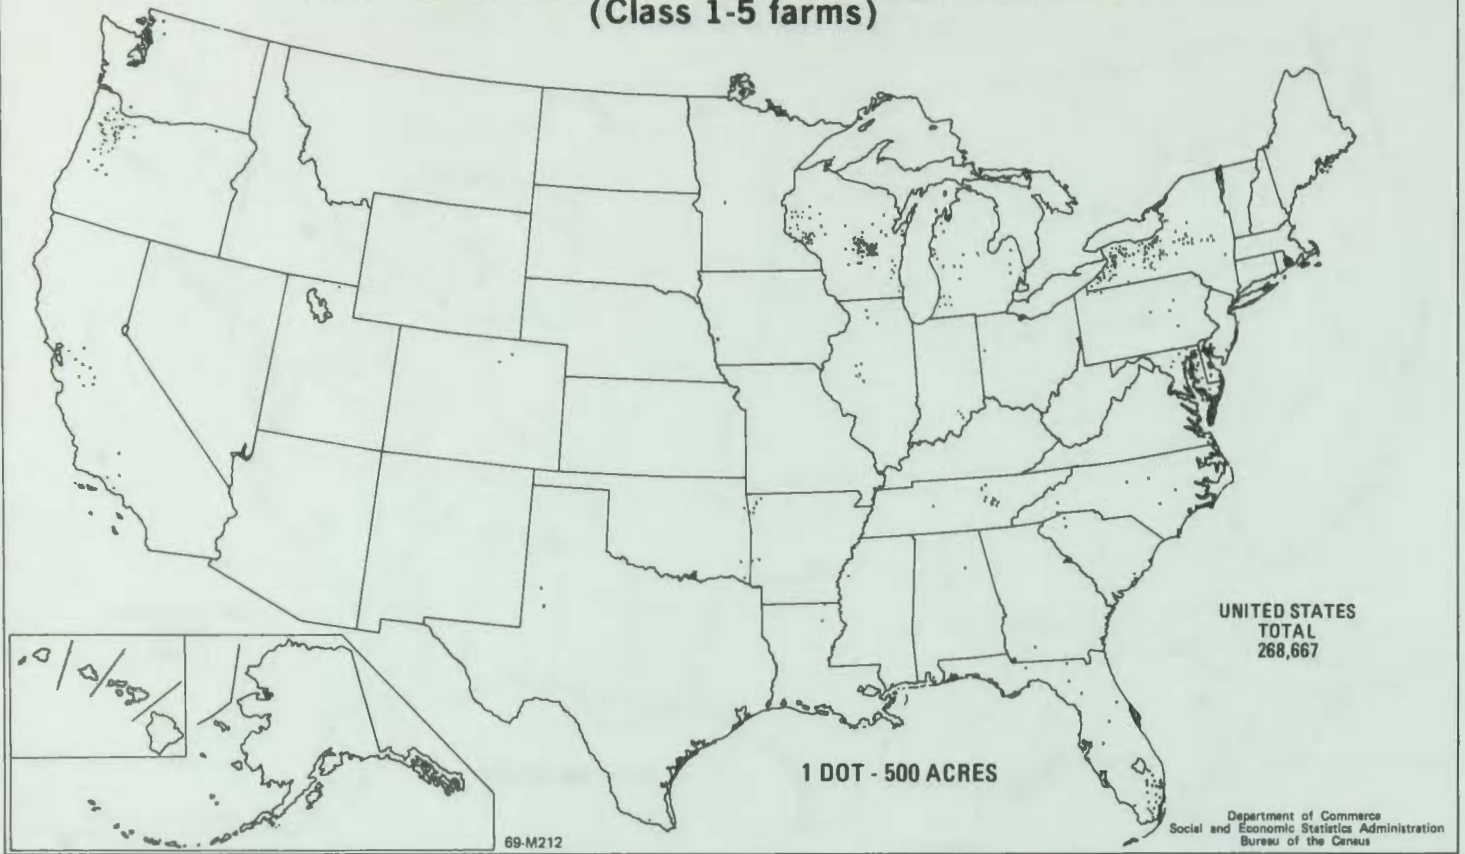 (Class 1-5 farms)
UNITED STATES
TOTAL
268,667
1 DOT - 500 ACRES
69-M212
Department of Commerce
Social and Economic Statistics Administration
Bureau of the Census